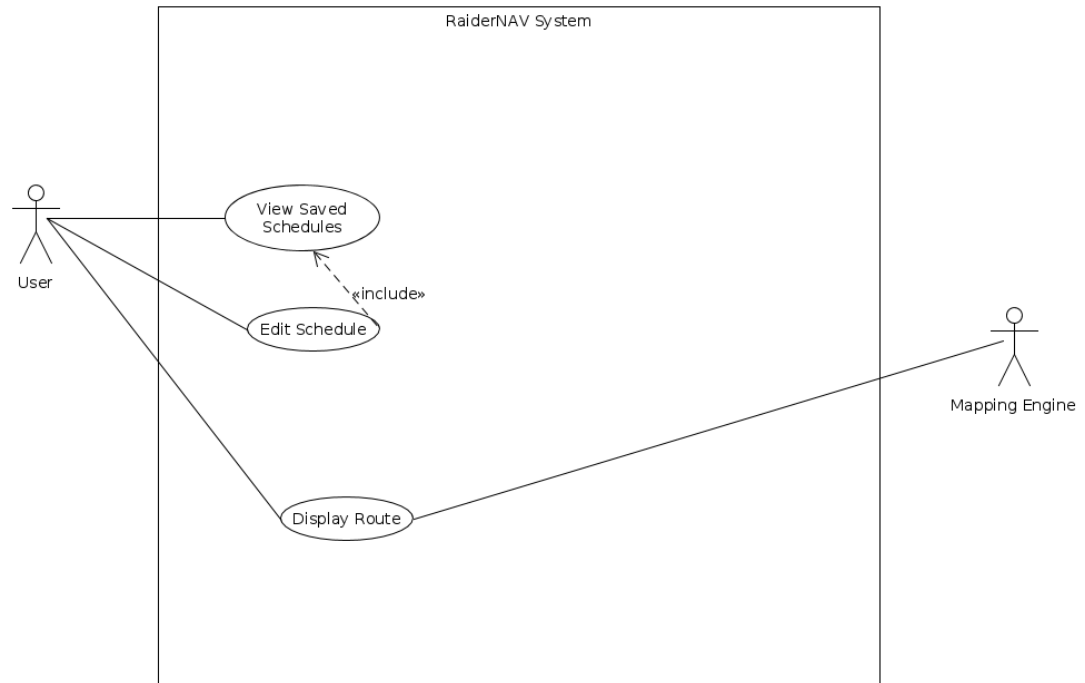 RaiderNAV System
View Saved
Schedules
User
«include»
Edit Schedule
Mapping Engine
Display Route